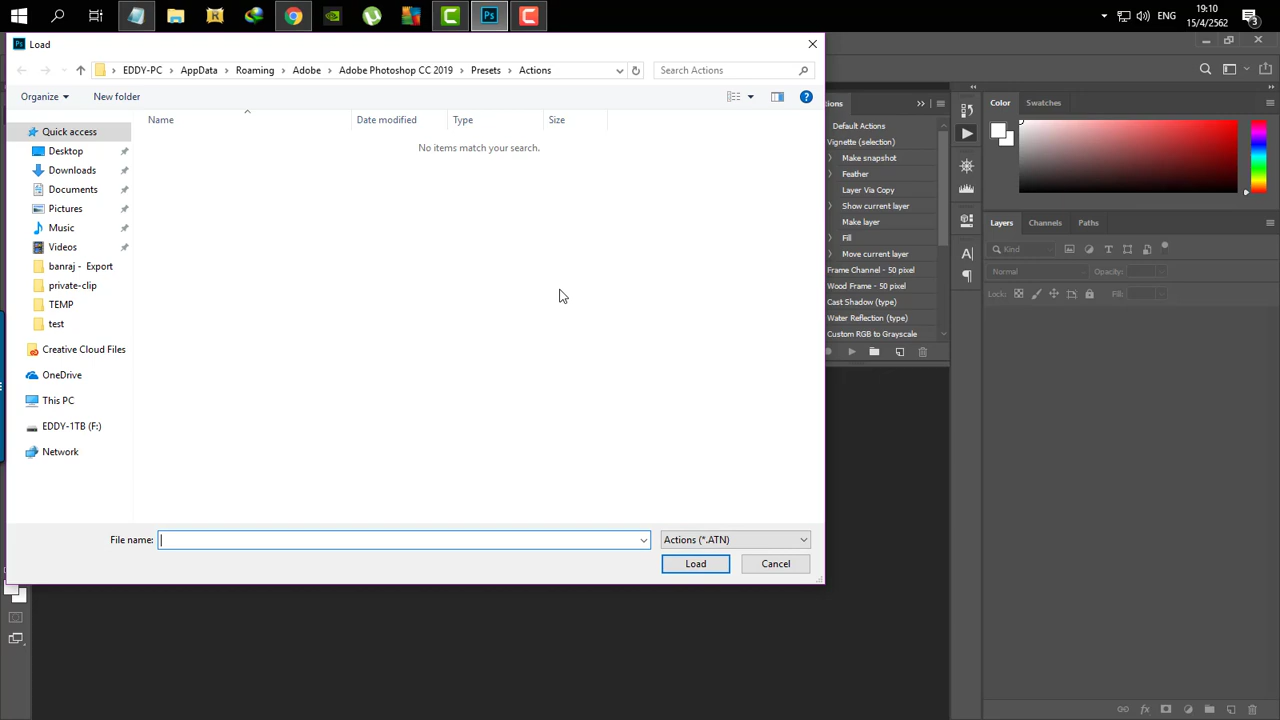 19:10
ENG
15/4/2562
3
Ps
Load
EDDY-PC > AppData > Roaming > Adobe > Adobe Photoshop CC 2019 > Presets > Actions
Search Actions
Organize
New folder
Name
Date modified
Type
Size
No items match your search.
Quick access
Desktop
Downloads
Documents
Pictures
Music
Videos
banraj - Export
private-clip
TEMP
test
Creative Cloud Files
OneDrive
This PC
EDDY-1TB (F:)
Network
File name:
Actions (*.ATN)
Load
Cancel
Default Actions
Vignette (selection)
Make snapshot
Feather
Layer Via Copy
Show current layer
Make layer
Fill
Move current layer
Frame Channel - 50 pixel
Wood Frame - 50 pixel
Cast Shadow (type)
Water Reflection (type)
Custom RGB to Grayscale
Color
Swatches
Layers
Channels
Paths
Kind
Normal
Opacity:
Lock:
Fill: